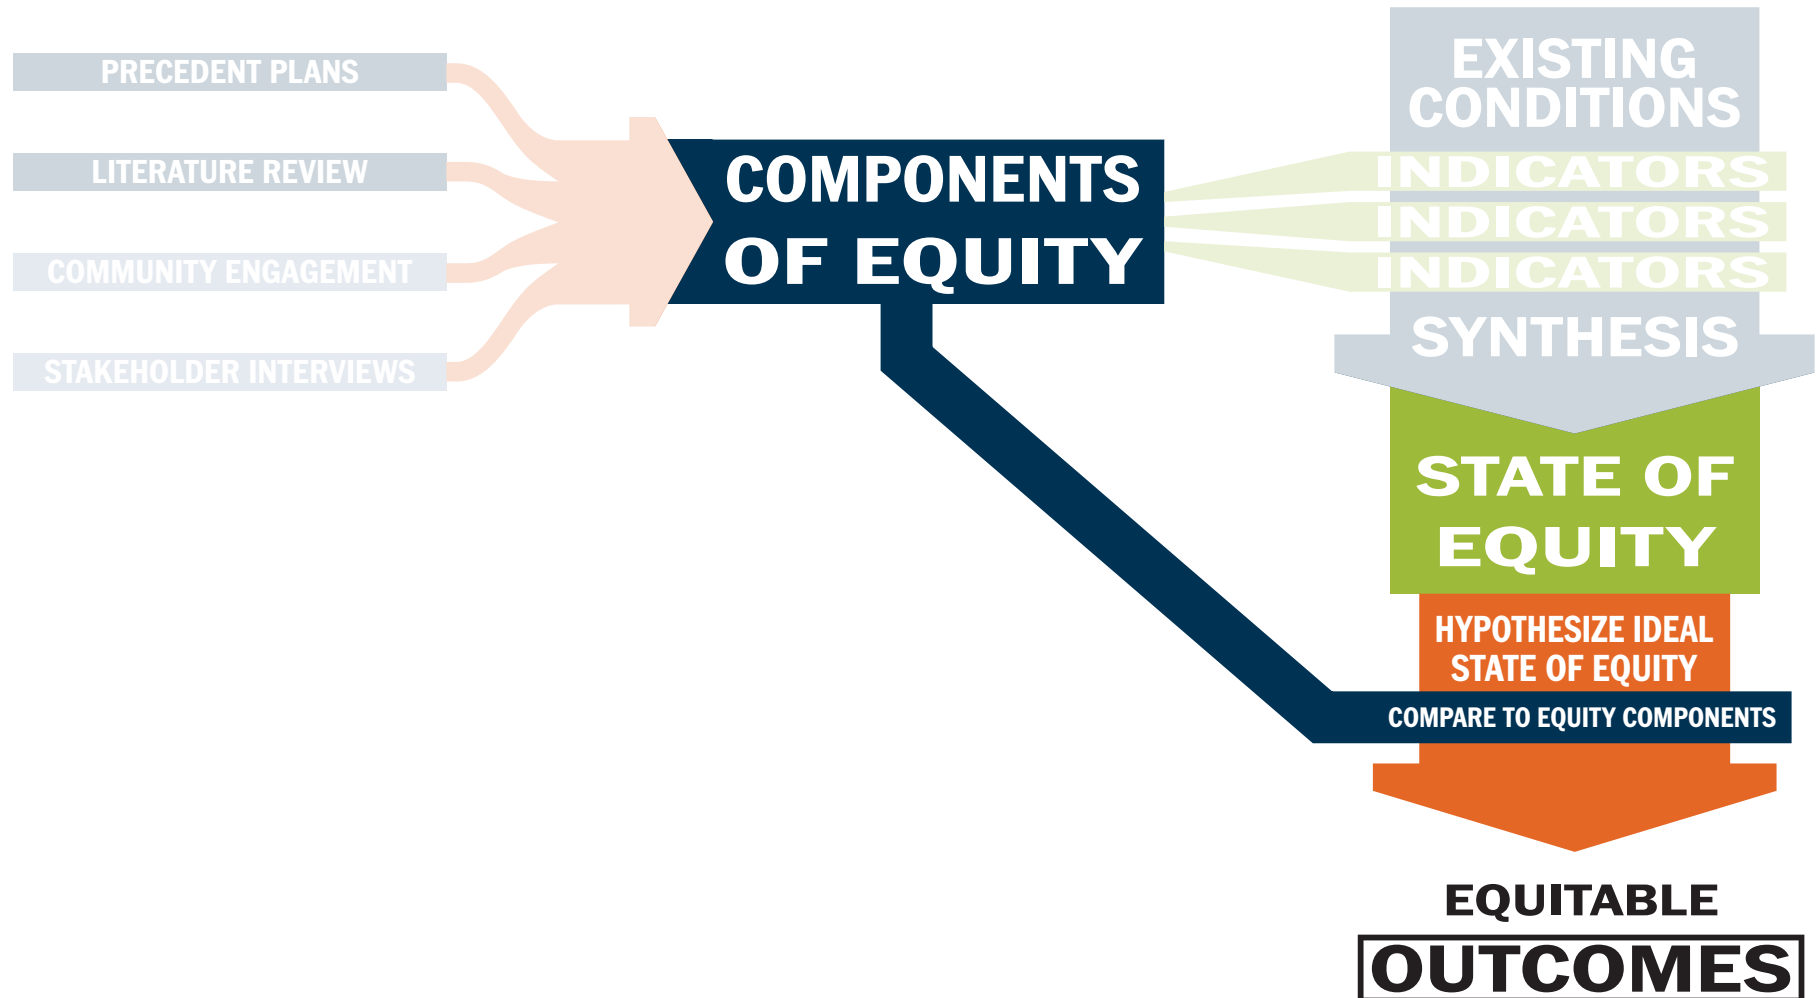 PRECEDENT PLANS
LITERATURE REVIEW
COMMUNITY ENGAGEMENT
STAKEHOLDER INTERVIEWS
COMPONENTS
OF EQUITY
EXISTING
CONDITIONS
INDICATORS
INDICATORS
INDICATORS
SYNTHESIS
STATE OF
EQUITY
HYPOTHESIZE IDEAL
STATE OF EQUITY
COMPARE TO EQUITY COMPONENTS
EQUITABLE
OUTCOMES